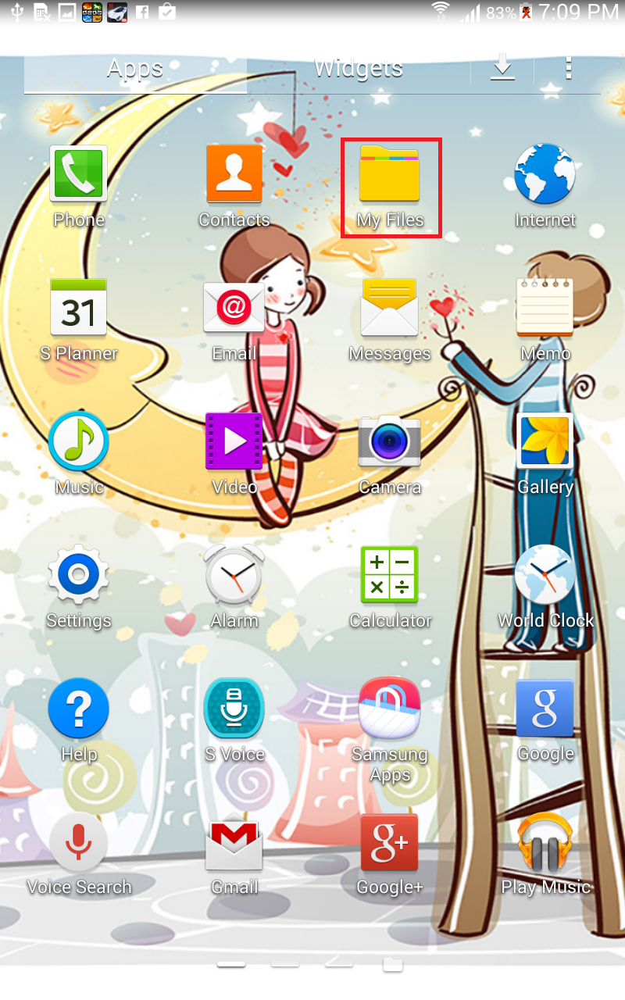 83% 7:09 PM
Apps Widgets
Phone Contacts My Files Internet
31 @
S Planner Email Messages Memo
Music Video Camera Gallery
+ −
× ÷
Settings Alarm Calculator World Clock
? g
Help S Voice Samsung Apps Google
g+
Voice Search Gmail Google+ Play Music